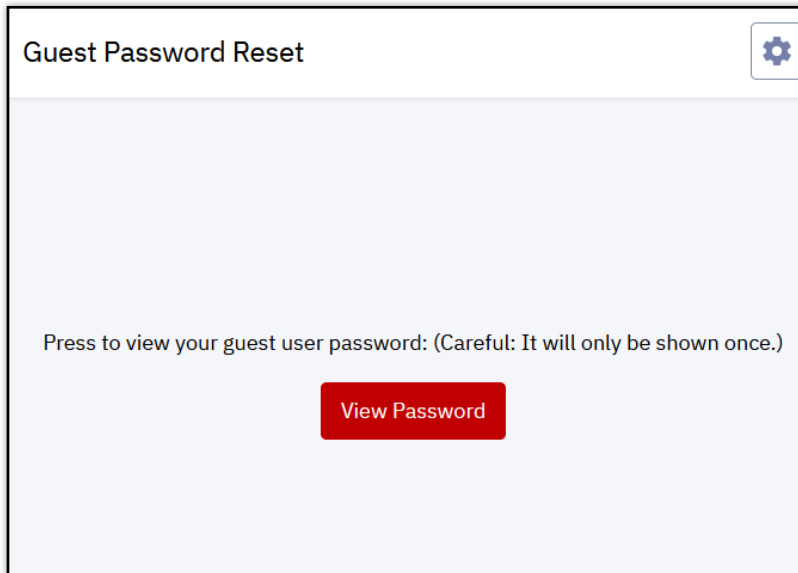 Guest Password Reset
Press to view your guest user password: (Careful: It will only be shown once.)
View Password